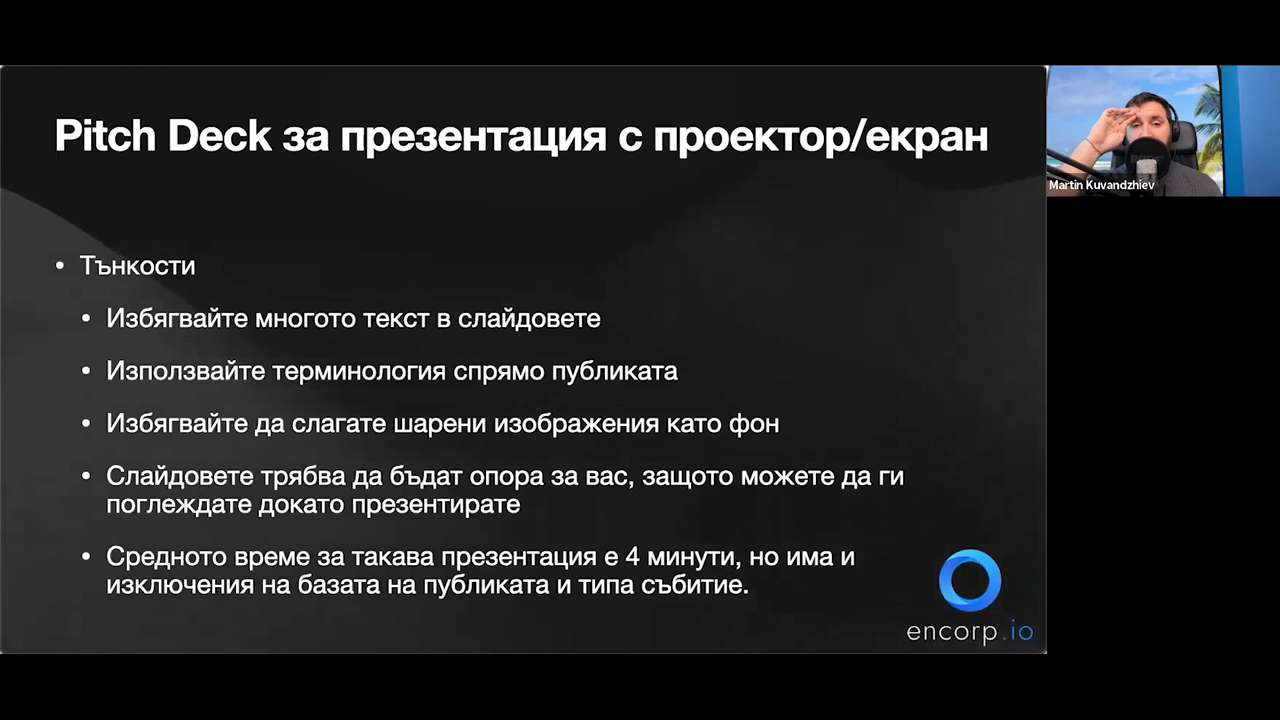 Pitch Deck за презентация с проектор/екран
• Тънкости
• Избягвайте многото текст в слайдовете
• Използвайте терминология спрямо публиката
• Избягвайте да слагате шарени изображения като фон
• Слайдовете трябва да бъдат опора за вас, защото можете да ги
поглеждате докато презентирате
• Средното време за такава презентация е 4 минути, но има и
изключения на базата на публиката и типа събитие.
encorp.io
Martin Kuvandzhiev